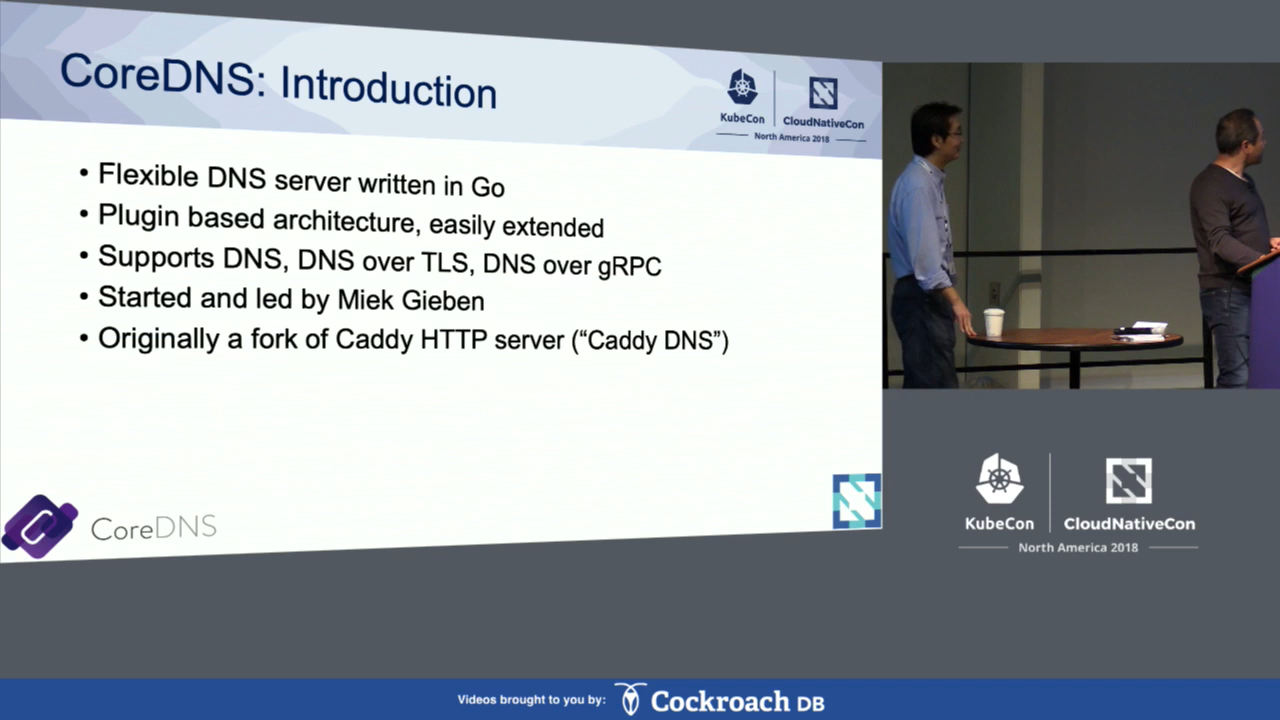 CoreDNS: Introduction
KubeCon
CloudNativeCon
North America 2018
• Flexible DNS server written in Go
• Plugin based architecture, easily extended
• Supports DNS, DNS over TLS, DNS over gRPC
• Started and led by Miek Gieben
• Originally a fork of Caddy HTTP server (“Caddy DNS”)
CoreDNS
KubeCon
CloudNativeCon
North America 2018
Videos brought to you by:
Cockroach DB